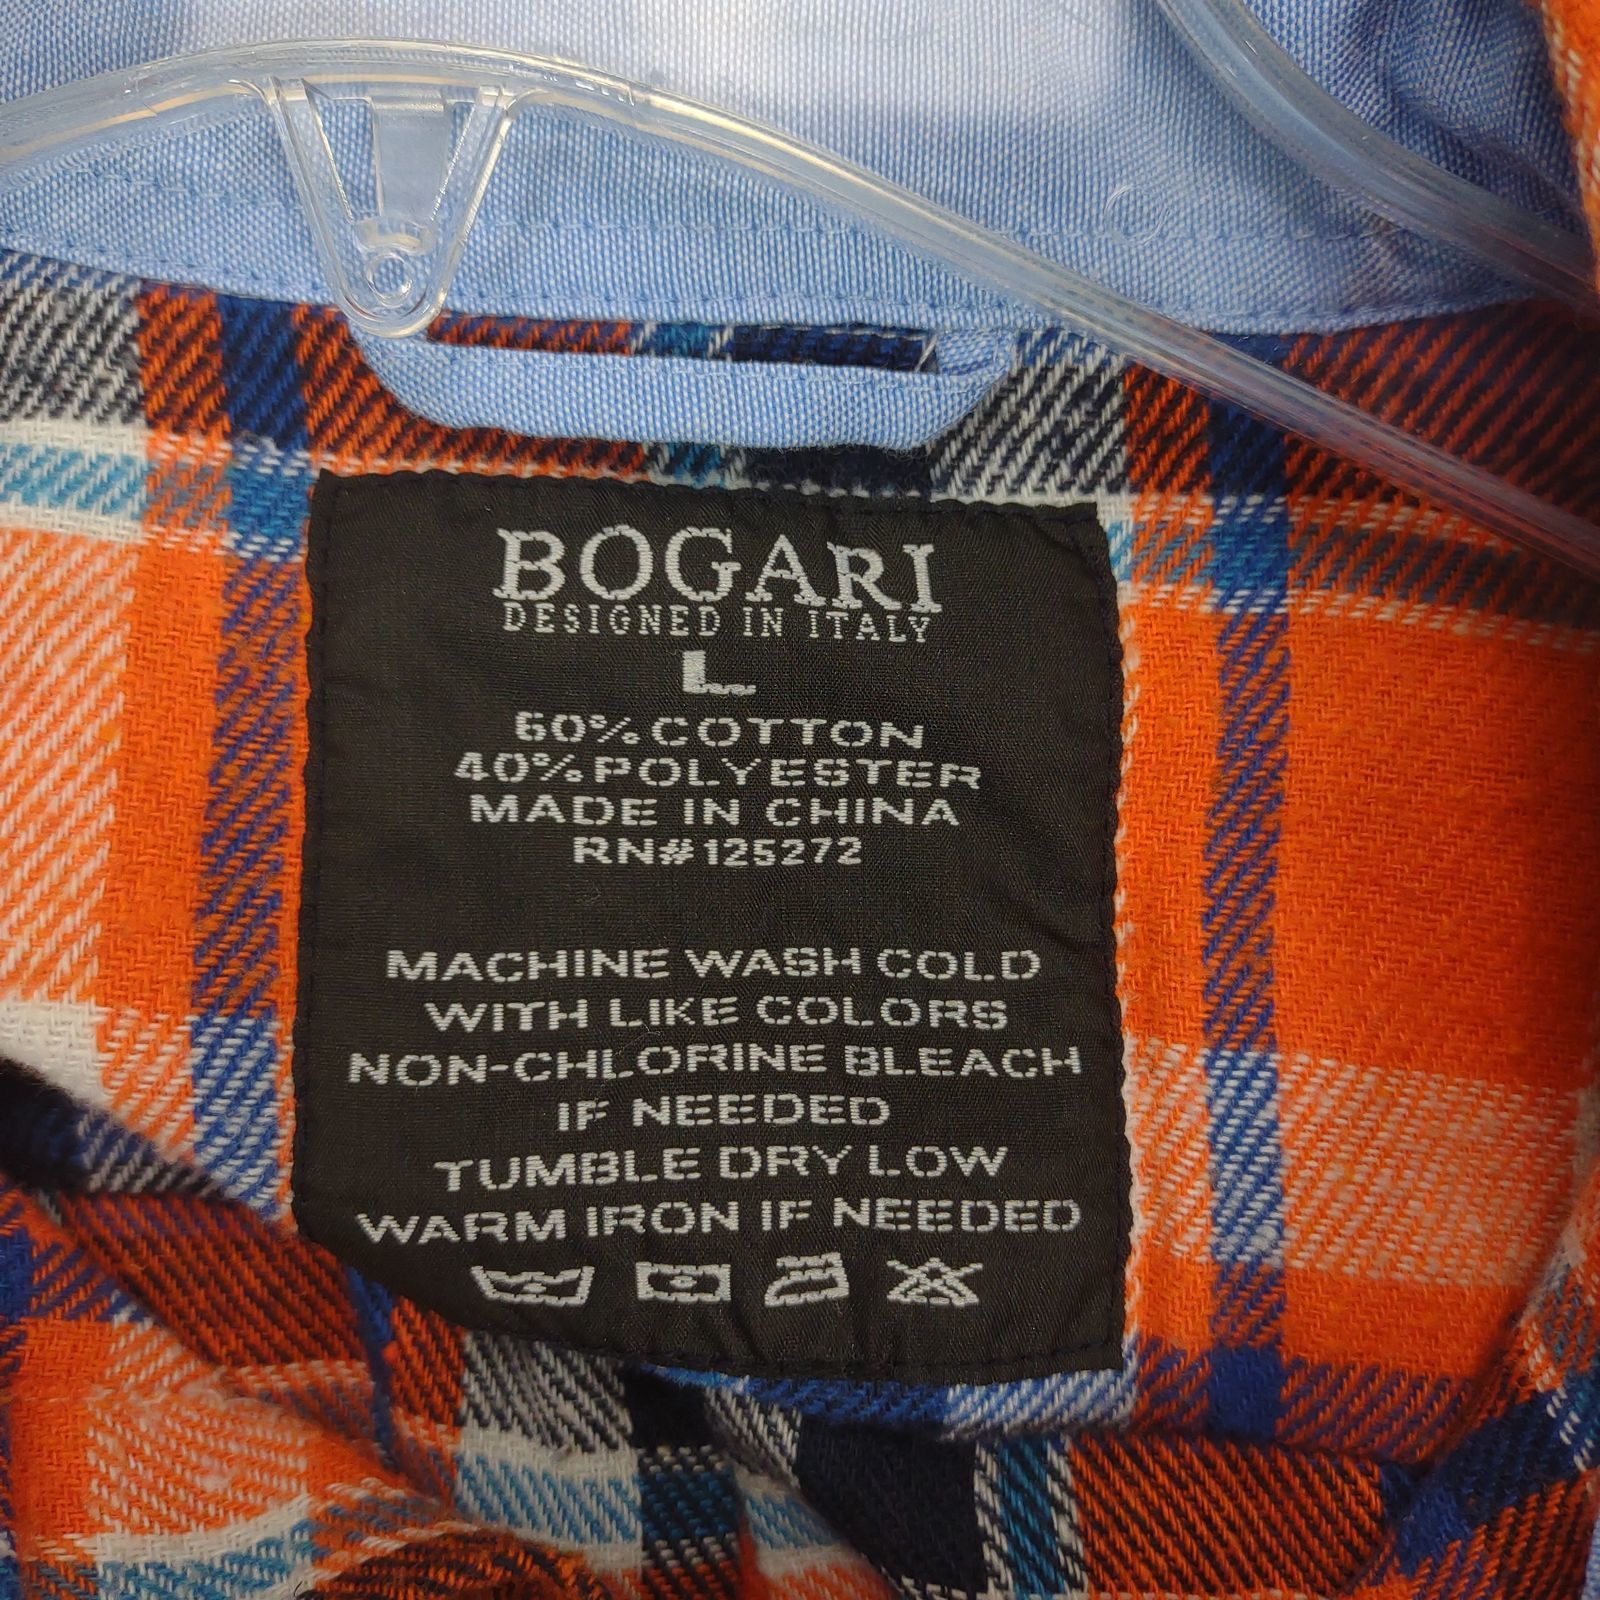 BOGARI
DESIGNED IN ITALY
L
60% COTTON
40% POLYESTER
MADE IN CHINA
RN# 125272
MACHINE WASH COLD
WITH LIKE COLORS
NON-CHLORINE BLEACH
IF NEEDED
TUMBLE DRY LOW
WARM IRON IF NEEDED